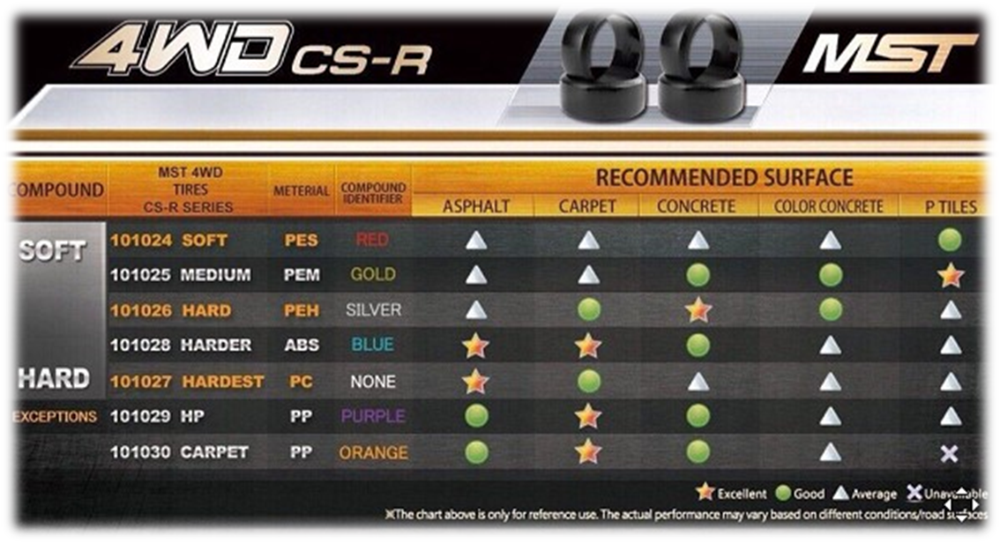 4WD CS-R MST
COMPOUND MST 4WD TIRES CS-R SERIES METERIAL COMPOUND IDENTIFIER RECOMMENDED SURFACE
ASPHALT CARPET CONCRETE COLOR CONCRETE P TILES
SOFT
101024 SOFT PES RED
101025 MEDIUM PEM GOLD
101026 HARD PEH SILVER
101028 HARDER ABS BLUE
HARD
101027 HARDEST PC NONE
EXCEPTIONS 101029 HP PP PURPLE
101030 CARPET PP ORANGE
Excellent Good Average Unavailable
※The chart above is only for reference use. The actual performance may vary based on different conditions/road surfaces